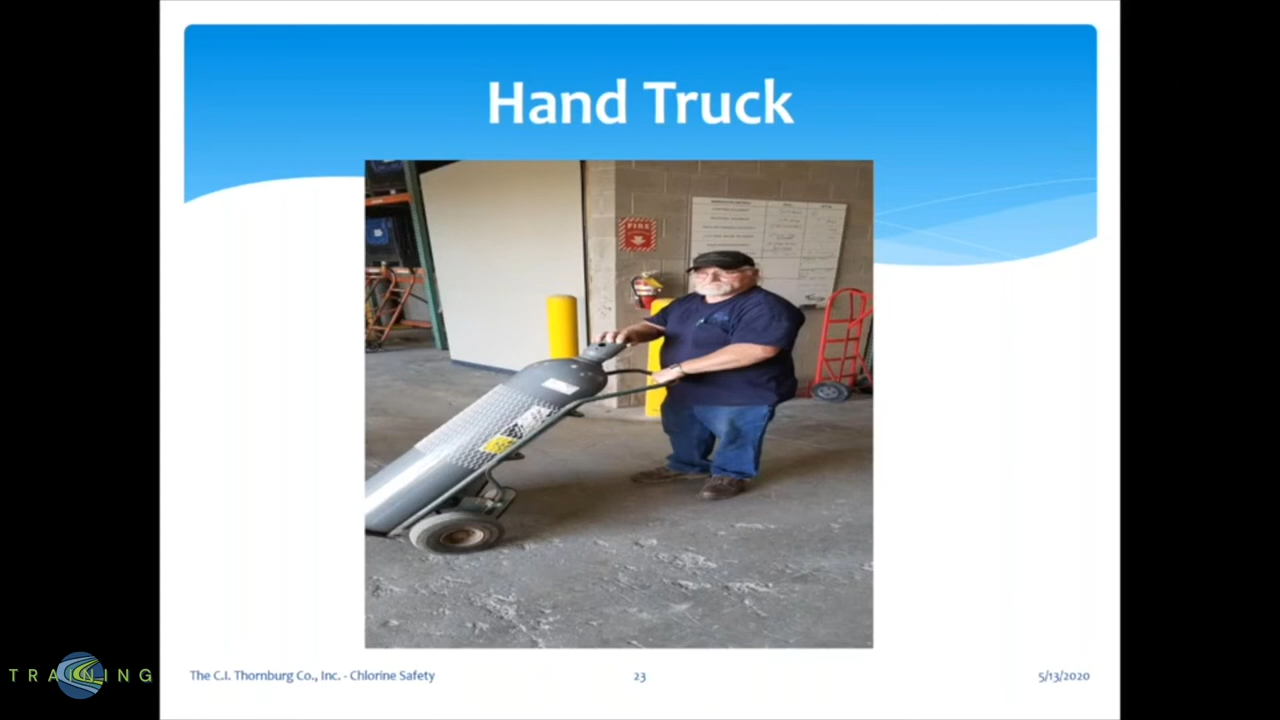 Hand Truck
FIRE
The C.I. Thornburg Co., Inc. - Chlorine Safety
23
5/13/2020
TRAINING